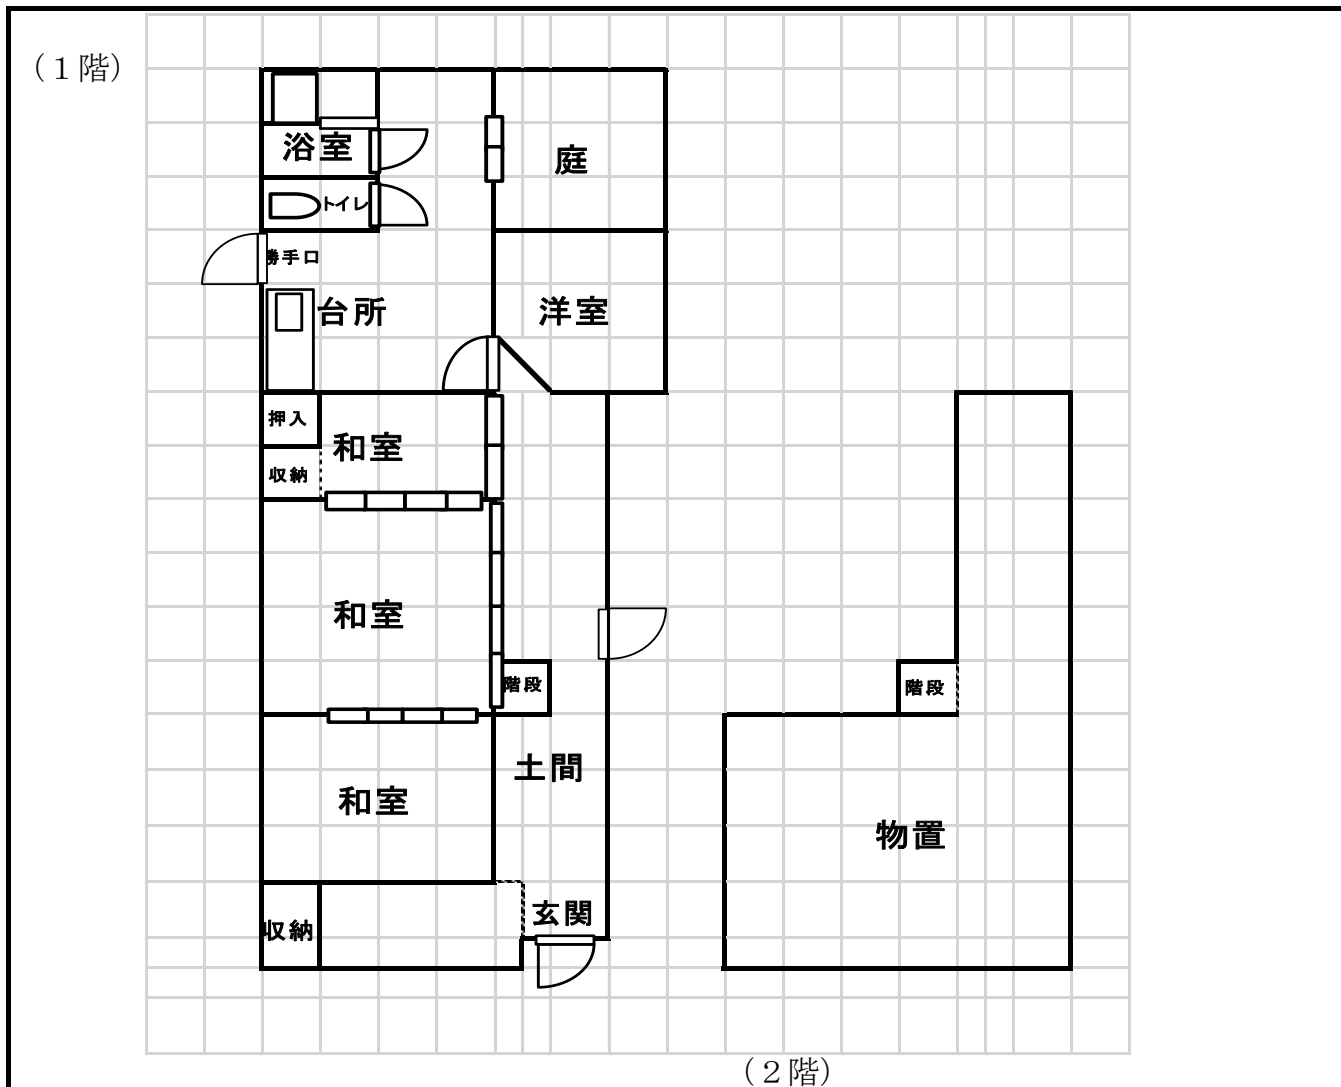 （１階）
浴室
庭
トイレ
勝手口
台所
洋室
押入
和室
収納
和室
階段
階段
土間
和室
物置
玄関
収納
（２階）